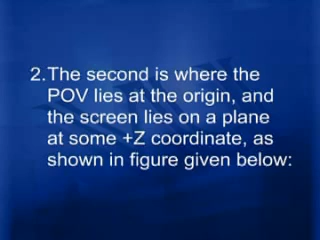 2.The second is where the
POV lies at the origin, and
the screen lies on a plane
at some +Z coordinate, as
shown in figure given below: